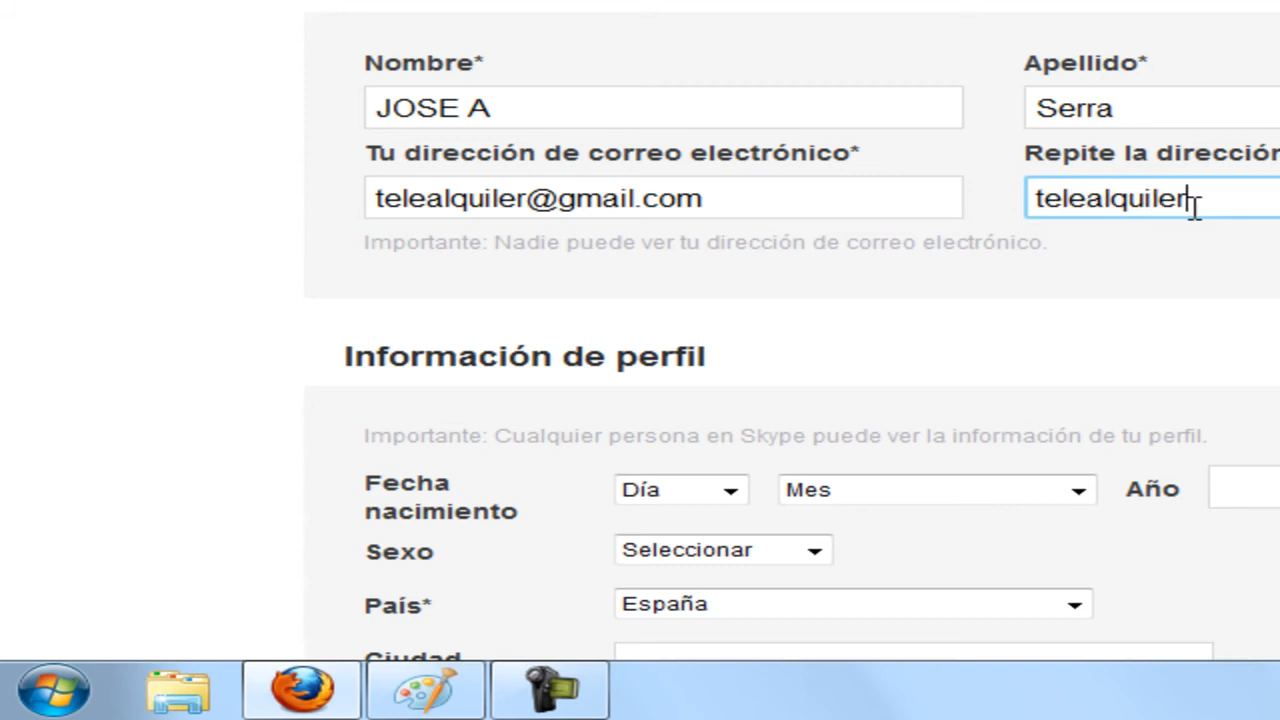 Nombre* Apellido*
JOSE A Serra
Tu dirección de correo electrónico* Repite la dirección
telealquiler@gmail.com telealquiler
Importante: Nadie puede ver tu dirección de correo electrónico.
Información de perfil
Importante: Cualquier persona en Skype puede ver la información de tu perfil.
Fecha nacimiento Día Mes Año
Sexo Seleccionar
País* España
Ciudad